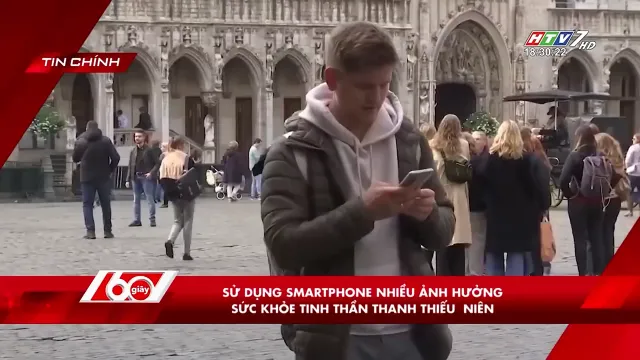 TIN CHÍNH
HTV7 HD
18:30:22
60 giây
SỬ DỤNG SMARTPHONE NHIỀU ẢNH HƯỞNG
SỨC KHỎE TINH THẦN THANH THIẾU NIÊN